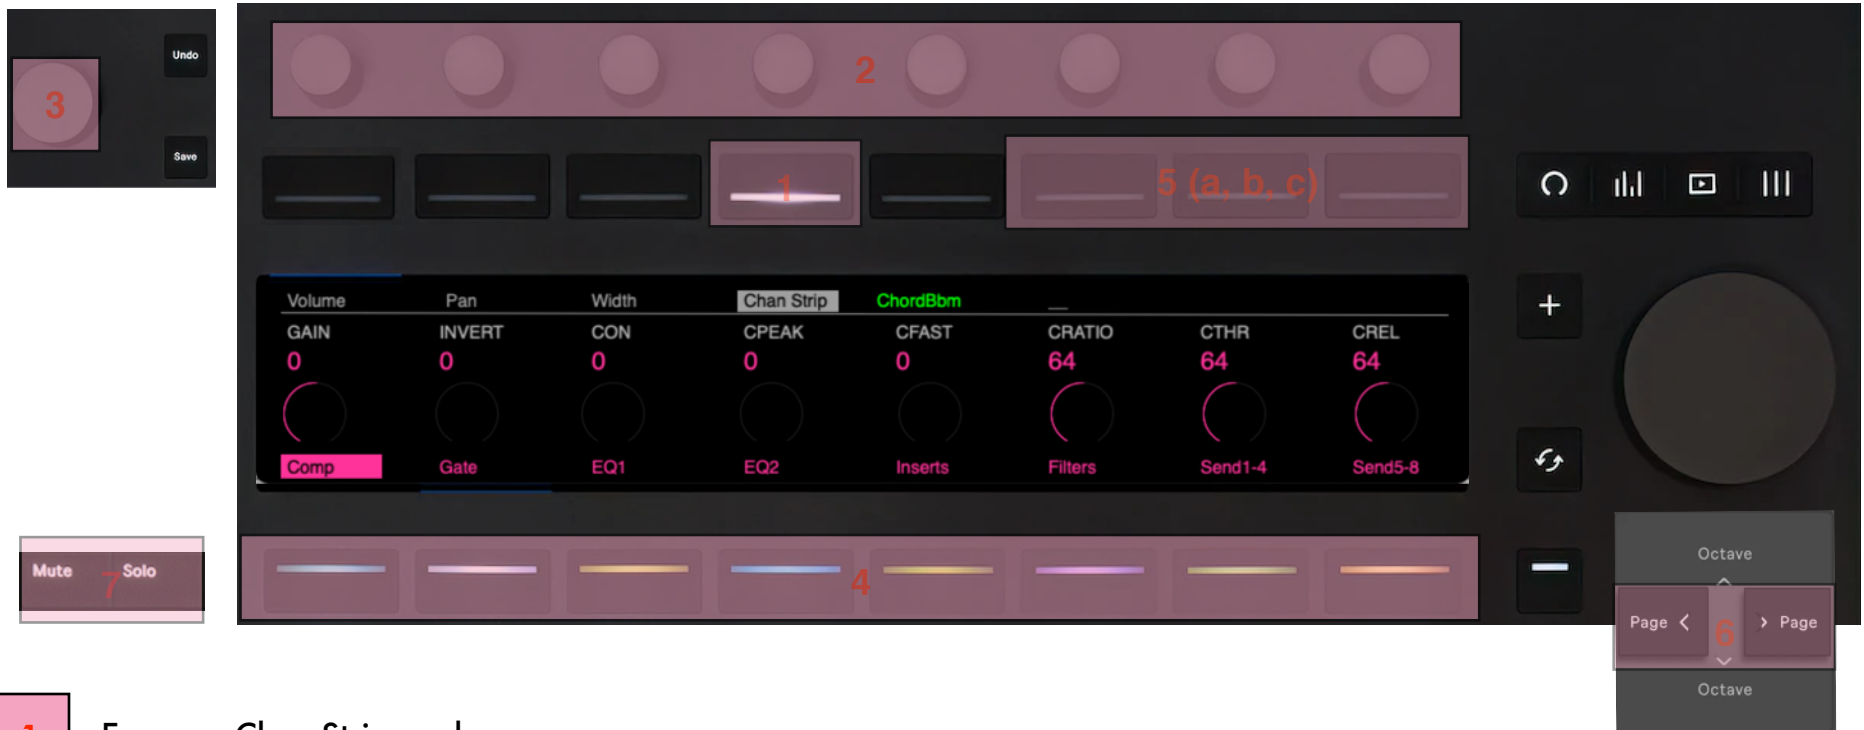 Undo
3
Save
2
1
5 (a, b, c)
Volume Pan Width Chan Strip ChordBbm __
GAIN INVERT CON CPEAK CFAST CRATIO CTHR CREL
0 0 0 0 0 64 64 64
Comp Gate EQ1 EQ2 Inserts Filters Send1-4 Send5-8
Mute 7 Solo
4
Octave
Page < 6 > Page
Octave